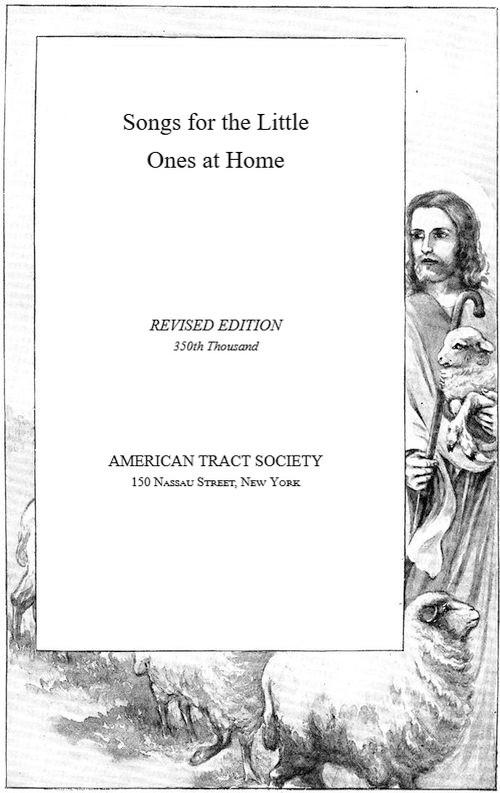 Songs for the Little
Ones at Home
REVISED EDITION
350th Thousand
AMERICAN TRACT SOCIETY
150 Nassau Street, New York